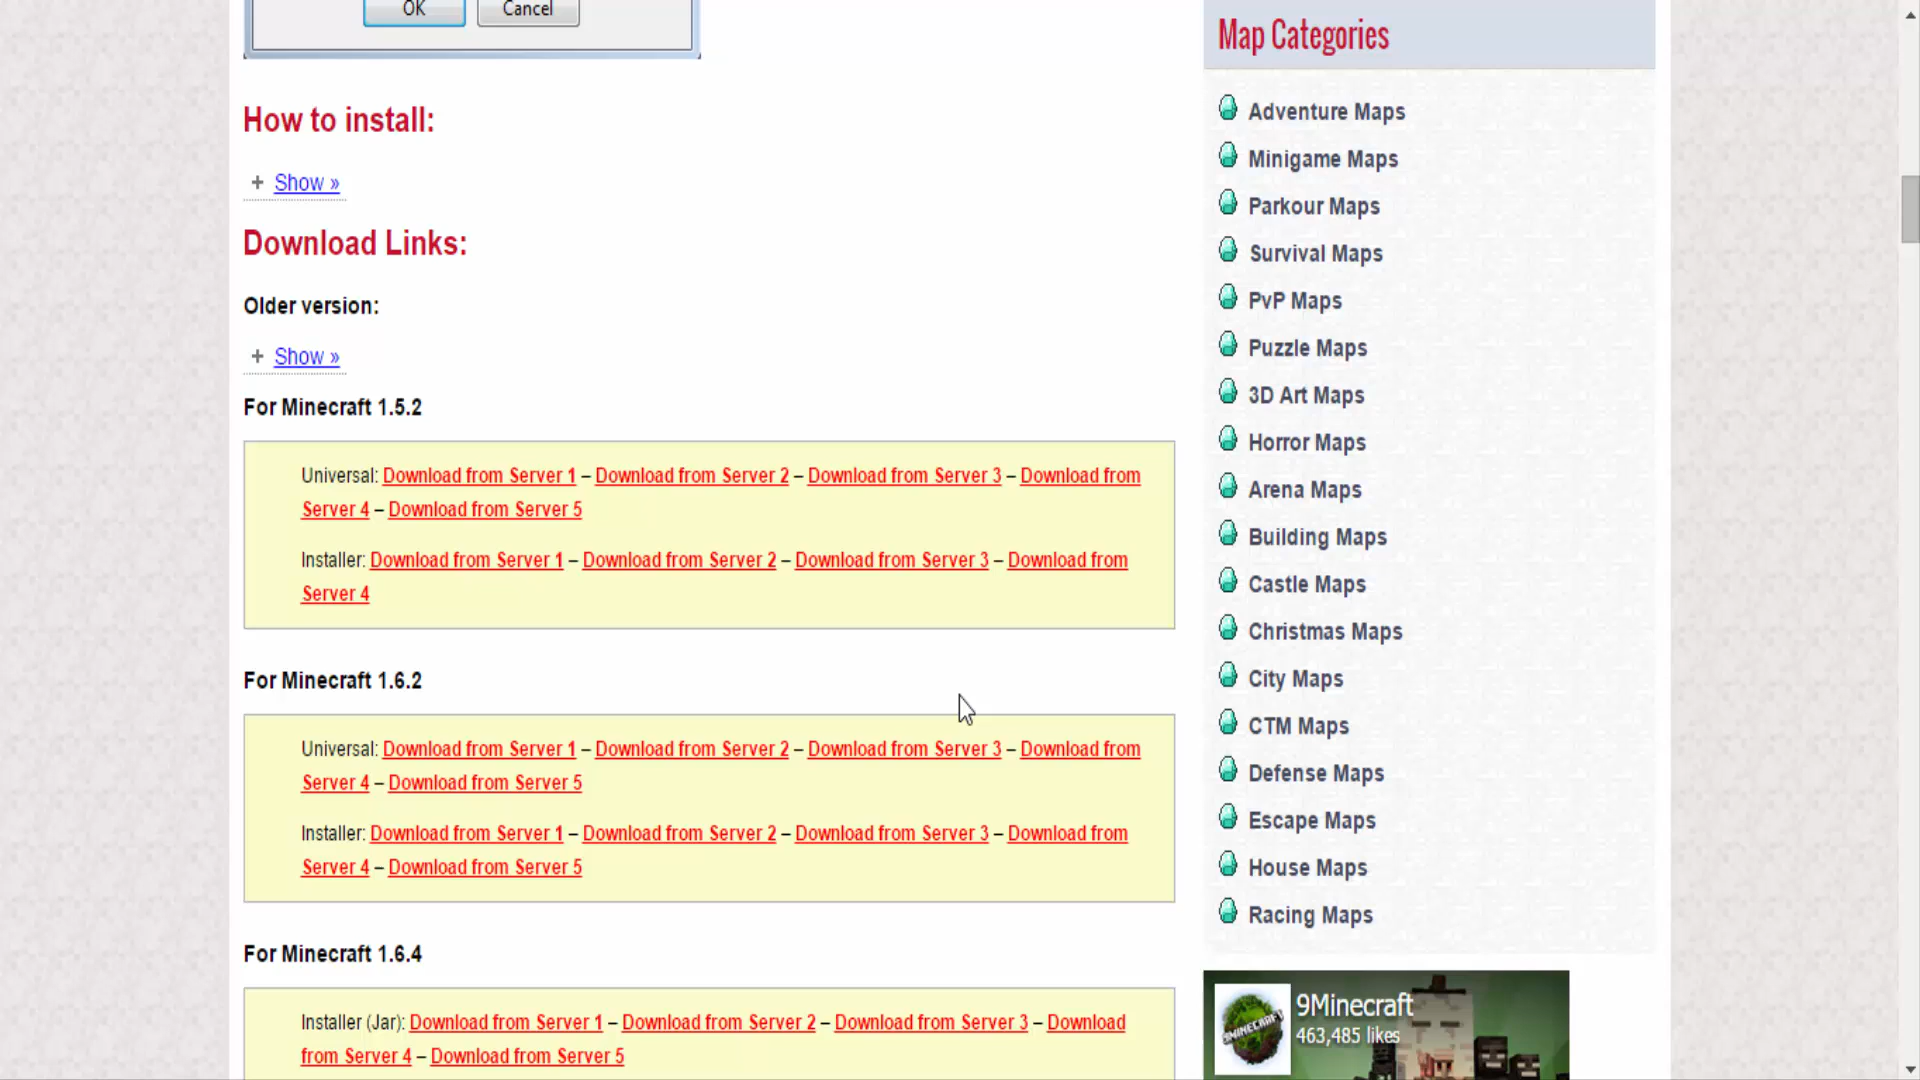 OK Cancel
How to install:
+ Show »
Download Links:
Older version:
+ Show »
For Minecraft 1.5.2
Universal: Download from Server 1 – Download from Server 2 – Download from Server 3 – Download from
Server 4 – Download from Server 5
Installer: Download from Server 1 – Download from Server 2 – Download from Server 3 – Download from
Server 4
For Minecraft 1.6.2
Universal: Download from Server 1 – Download from Server 2 – Download from Server 3 – Download from
Server 4 – Download from Server 5
Installer: Download from Server 1 – Download from Server 2 – Download from Server 3 – Download from
Server 4 – Download from Server 5
For Minecraft 1.6.4
Installer (Jar): Download from Server 1 – Download from Server 2 – Download from Server 3 – Download
from Server 4 – Download from Server 5
Map Categories
Adventure Maps
Minigame Maps
Parkour Maps
Survival Maps
PvP Maps
Puzzle Maps
3D Art Maps
Horror Maps
Arena Maps
Building Maps
Castle Maps
Christmas Maps
City Maps
CTM Maps
Defense Maps
Escape Maps
House Maps
Racing Maps
9MINECRAFT
9Minecraft
463,485 likes